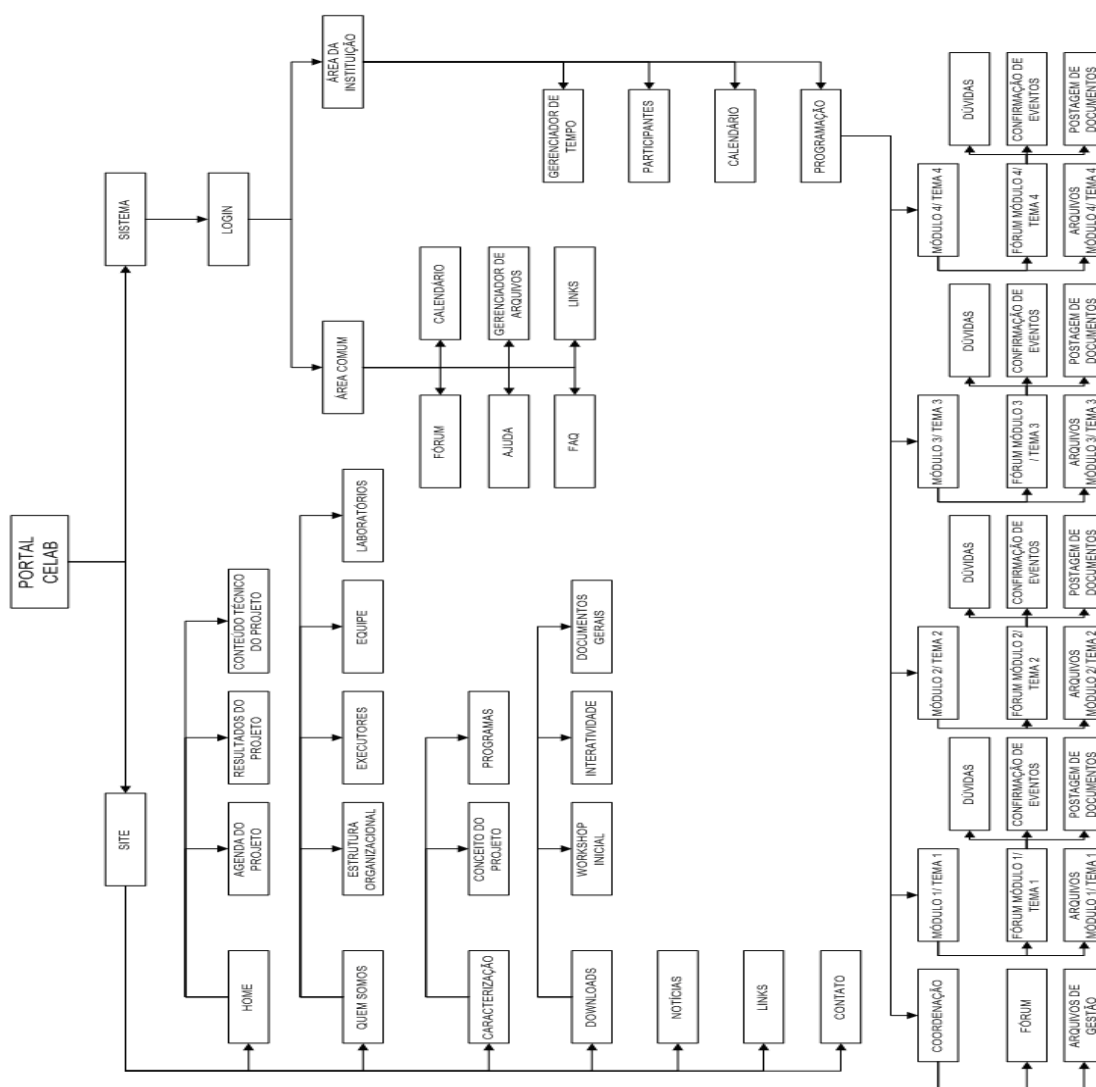 PORTAL
CELAB
SITE
SISTEMA
HOME
AGENDA DO
PROJETO
RESULTADOS DO
PROJETO
CONTEÚDO TÉCNICO
DO PROJETO
QUEM SOMOS
ESTRUTURA
ORGANIZACIONAL
EXECUTORES
EQUIPE
LABORATÓRIOS
CARACTERIZAÇÃO
CONCEITO DO
PROJETO
PROGRAMAS
DOWNLOADS
WORKSHOP
INICIAL
INTERATIVIDADE
DOCUMENTOS
GERAIS
NOTÍCIAS
LINKS
CONTATO
LOGIN
ÁREA COMUM
FÓRUM
CALENDÁRIO
AJUDA
GERENCIADOR DE
ARQUIVOS
FAQ
LINKS
ÁREA DA
INSTITUIÇÃO
GERENCIADOR DE
TEMPO
PARTICIPANTES
CALENDÁRIO
PROGRAMAÇÃO
COORDENAÇÃO
FÓRUM
ARQUIVOS DE
GESTÃO
MÓDULO 1/ TEMA 1
FÓRUM MÓDULO 1/
TEMA 1
ARQUIVOS
MÓDULO 1/ TEMA 1
DÚVIDAS
CONFIRMAÇÃO DE
EVENTOS
POSTAGEM DE
DOCUMENTOS
MÓDULO 2/ TEMA 2
FÓRUM MÓDULO 2/
TEMA 2
ARQUIVOS
MÓDULO 2/ TEMA 2
DÚVIDAS
CONFIRMAÇÃO DE
EVENTOS
POSTAGEM DE
DOCUMENTOS
MÓDULO 3/ TEMA 3
FÓRUM MÓDULO 3
/ TEMA 3
ARQUIVOS
MÓDULO 3/ TEMA 3
DÚVIDAS
CONFIRMAÇÃO DE
EVENTOS
POSTAGEM DE
DOCUMENTOS
MÓDULO 4/ TEMA 4
FÓRUM MÓDULO 4/
TEMA 4
ARQUIVOS
MÓDULO 4/ TEMA 4
DÚVIDAS
CONFIRMAÇÃO DE
EVENTOS
POSTAGEM DE
DOCUMENTOS